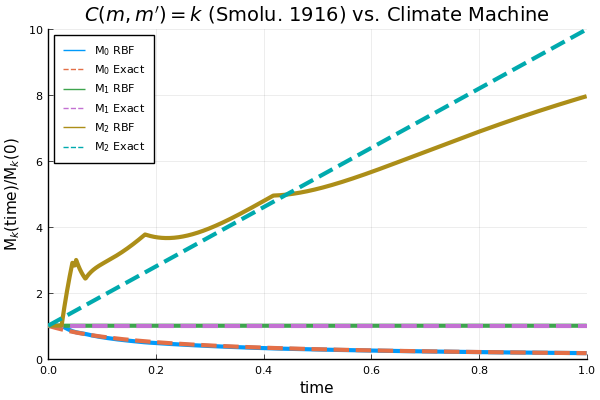 C(m, m′) = k (Smolu. 1916) vs. Climate Machine
M₀ RBF
M₀ Exact
M₁ RBF
M₁ Exact
M₂ RBF
M₂ Exact
Mₖ(time)/Mₖ(0)
10
8
6
4
2
0
0.0 0.2 0.4 0.6 0.8 1.0
time